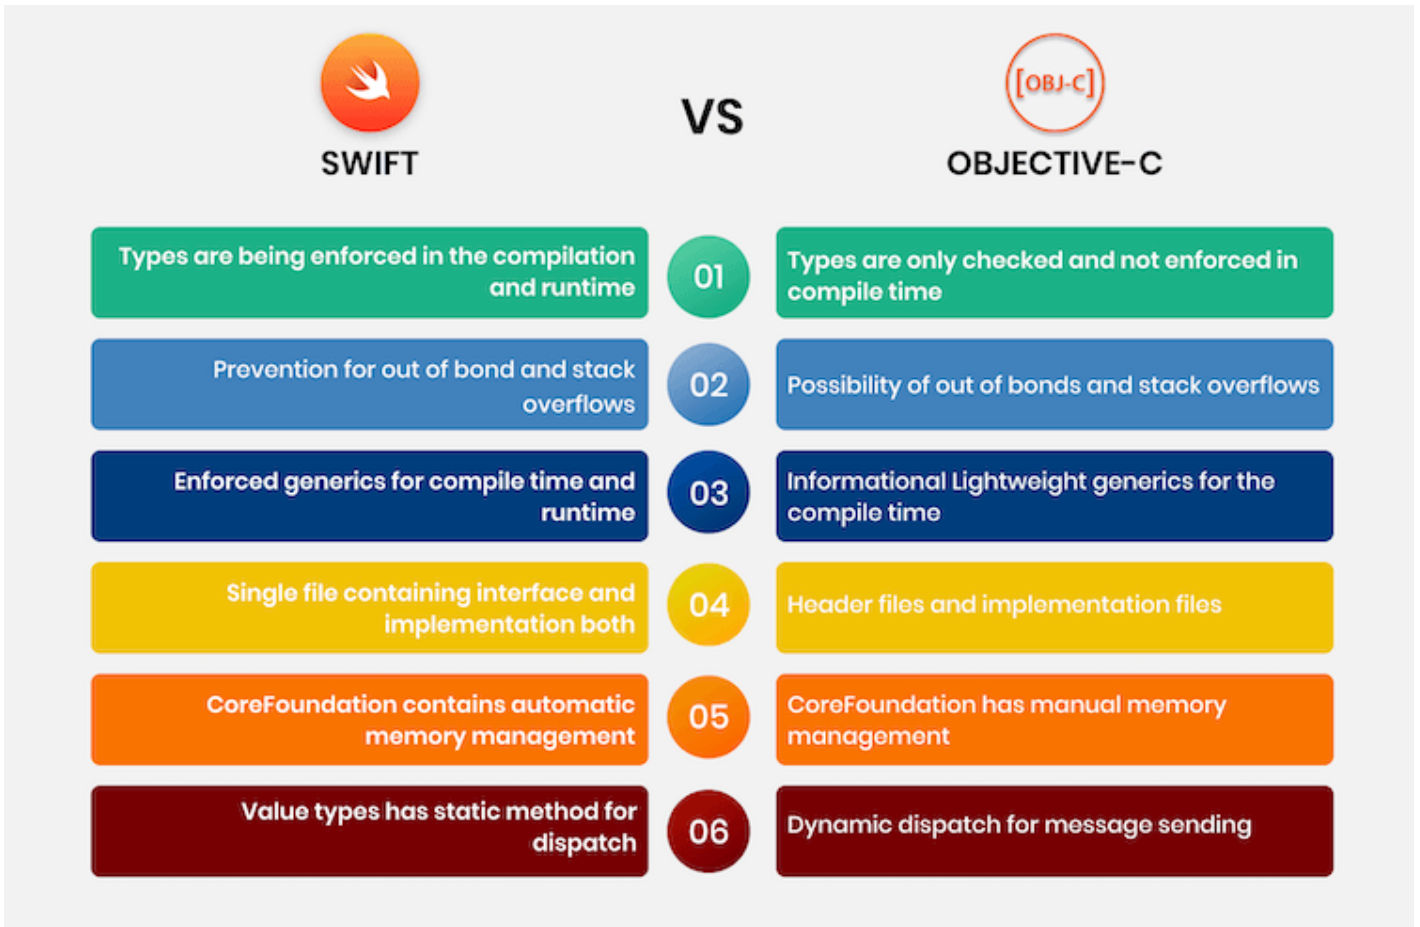 [OBJ-C]
VS
SWIFT
OBJECTIVE-C
Types are being enforced in the compilation
and runtime
01
Types are only checked and not enforced in
compile time
Prevention for out of bond and stack
overflows
02
Possibility of out of bonds and stack overflows
Enforced generics for compile time and
runtime
03
Informational Lightweight generics for the
compile time
Single file containing interface and
implementation both
04
Header files and implementation files
CoreFoundation contains automatic
memory management
05
CoreFoundation has manual memory
management
Value types has static method for
dispatch
06
Dynamic dispatch for message sending